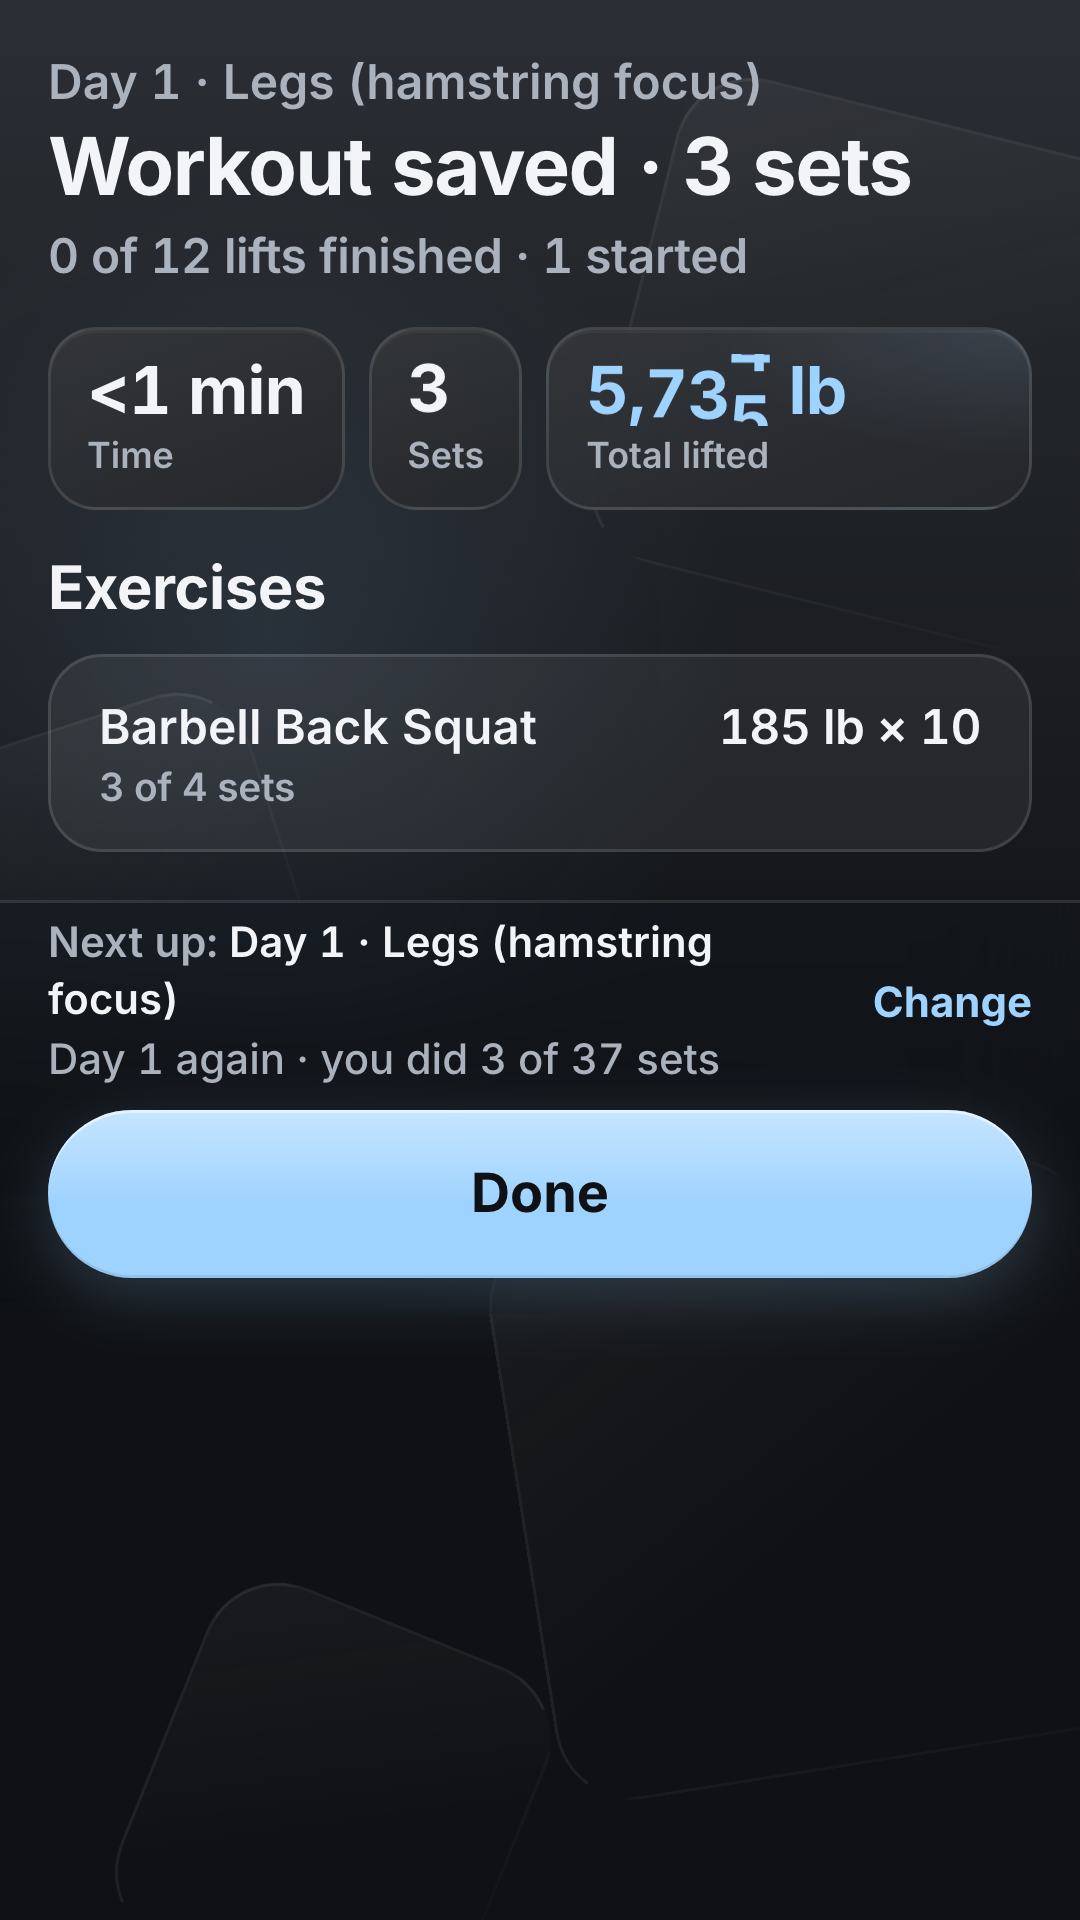 Day 1 · Legs (hamstring focus)
Workout saved · 3 sets
0 of 12 lifts finished · 1 started
<1 min
Time
3
Sets
5,73 lb
Total lifted
Exercises
Barbell Back Squat
185 lb × 10
3 of 4 sets
Next up: Day 1 · Legs (hamstring
focus)
Change
Day 1 again · you did 3 of 37 sets
Done